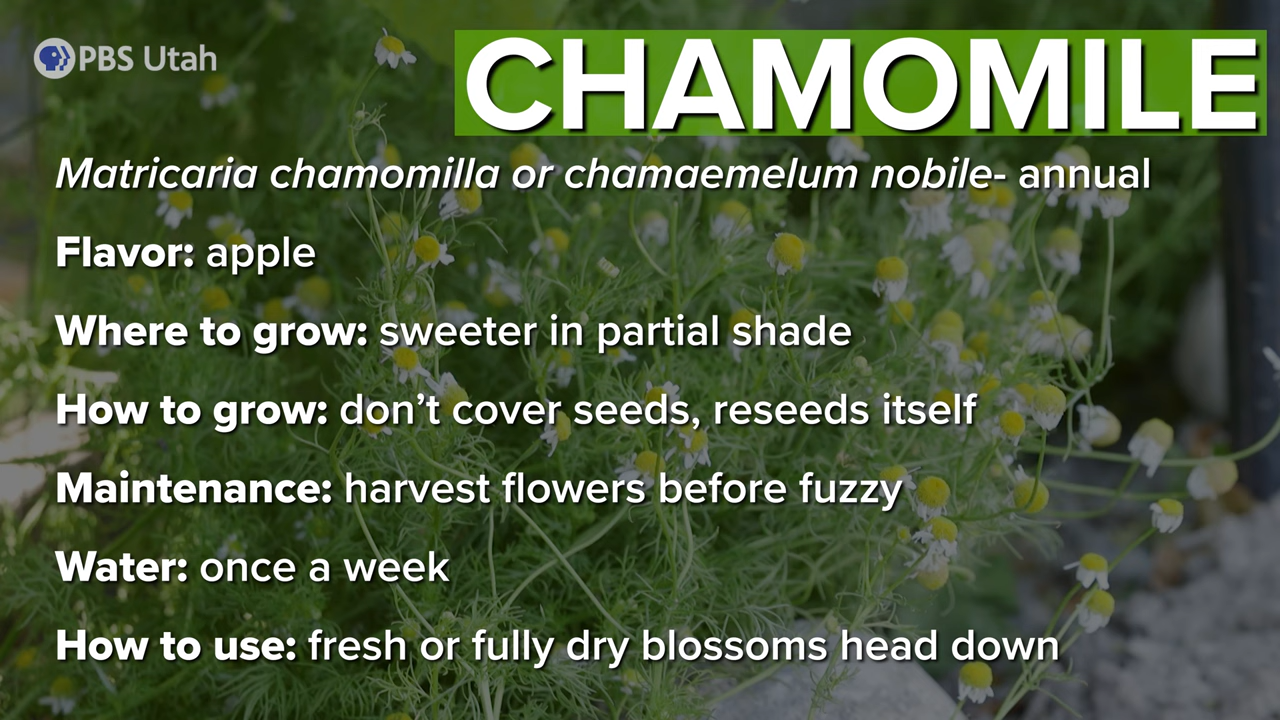 PBS Utah
CHAMOMILE
Matricaria chamomilla or chamaemelum nobile- annual
Flavor: apple
Where to grow: sweeter in partial shade
How to grow: don’t cover seeds, reseeds itself
Maintenance: harvest flowers before fuzzy
Water: once a week
How to use: fresh or fully dry blossoms head down